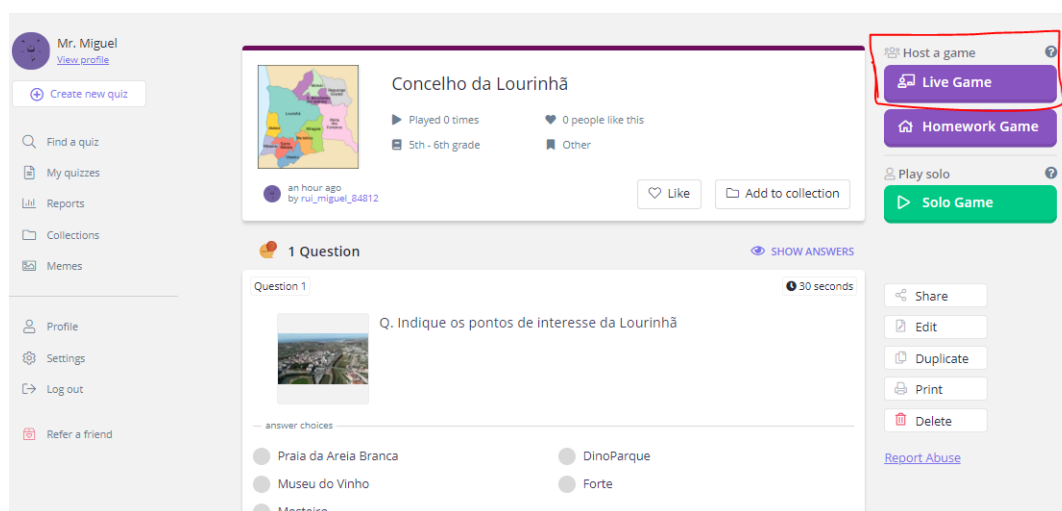 Mr. Miguel
View profile
Create new quiz
Find a quiz
My quizzes
Reports
Collections
Memes
Profile
Settings
Log out
Refer a friend
Concelho da Lourinhã
Played 0 times
0 people like this
5th - 6th grade
Other
an hour ago
by rui_miguel_84812
Like
Add to collection
1 Question
SHOW ANSWERS
Question 1
30 seconds
Q. Indique os pontos de interesse da Lourinhã
answer choices
Praia da Areia Branca
DinoParque
Museu do Vinho
Forte
Mosteiro
Host a game
Live Game
Homework Game
Play solo
Solo Game
Share
Edit
Duplicate
Print
Delete
Report Abuse